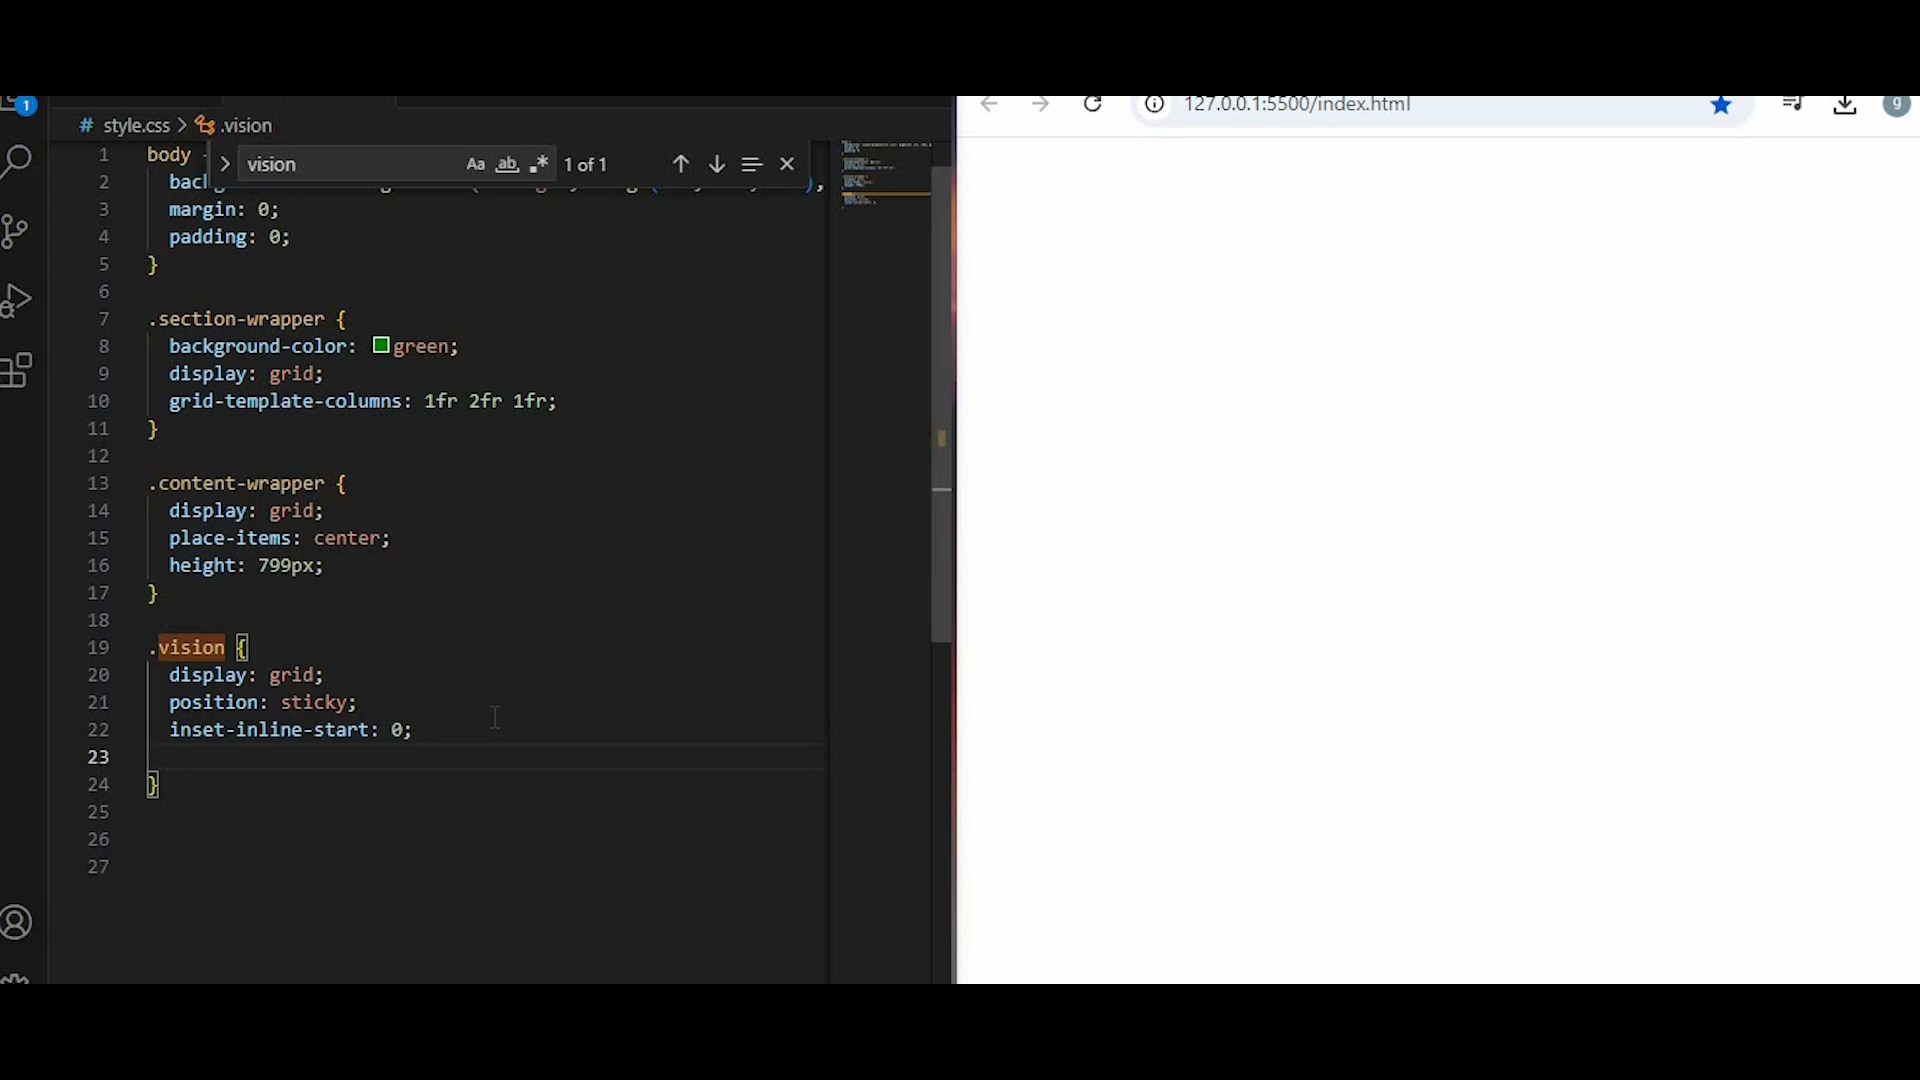 1
127.0.0.1:5500/index.html
g
# style.css > .vision
vision
Aa ab 1 of 1
1 body
2
3 margin: 0;
4 padding: 0;
5 }
6
7 .section-wrapper {
8 background-color: green;
9 display: grid;
10 grid-template-columns: 1fr 2fr 1fr;
11 }
12
13 .content-wrapper {
14 display: grid;
15 place-items: center;
16 height: 799px;
17 }
18
19 .vision {
20 display: grid;
21 position: sticky;
22 inset-inline-start: 0;
23
24 }
25
26
27